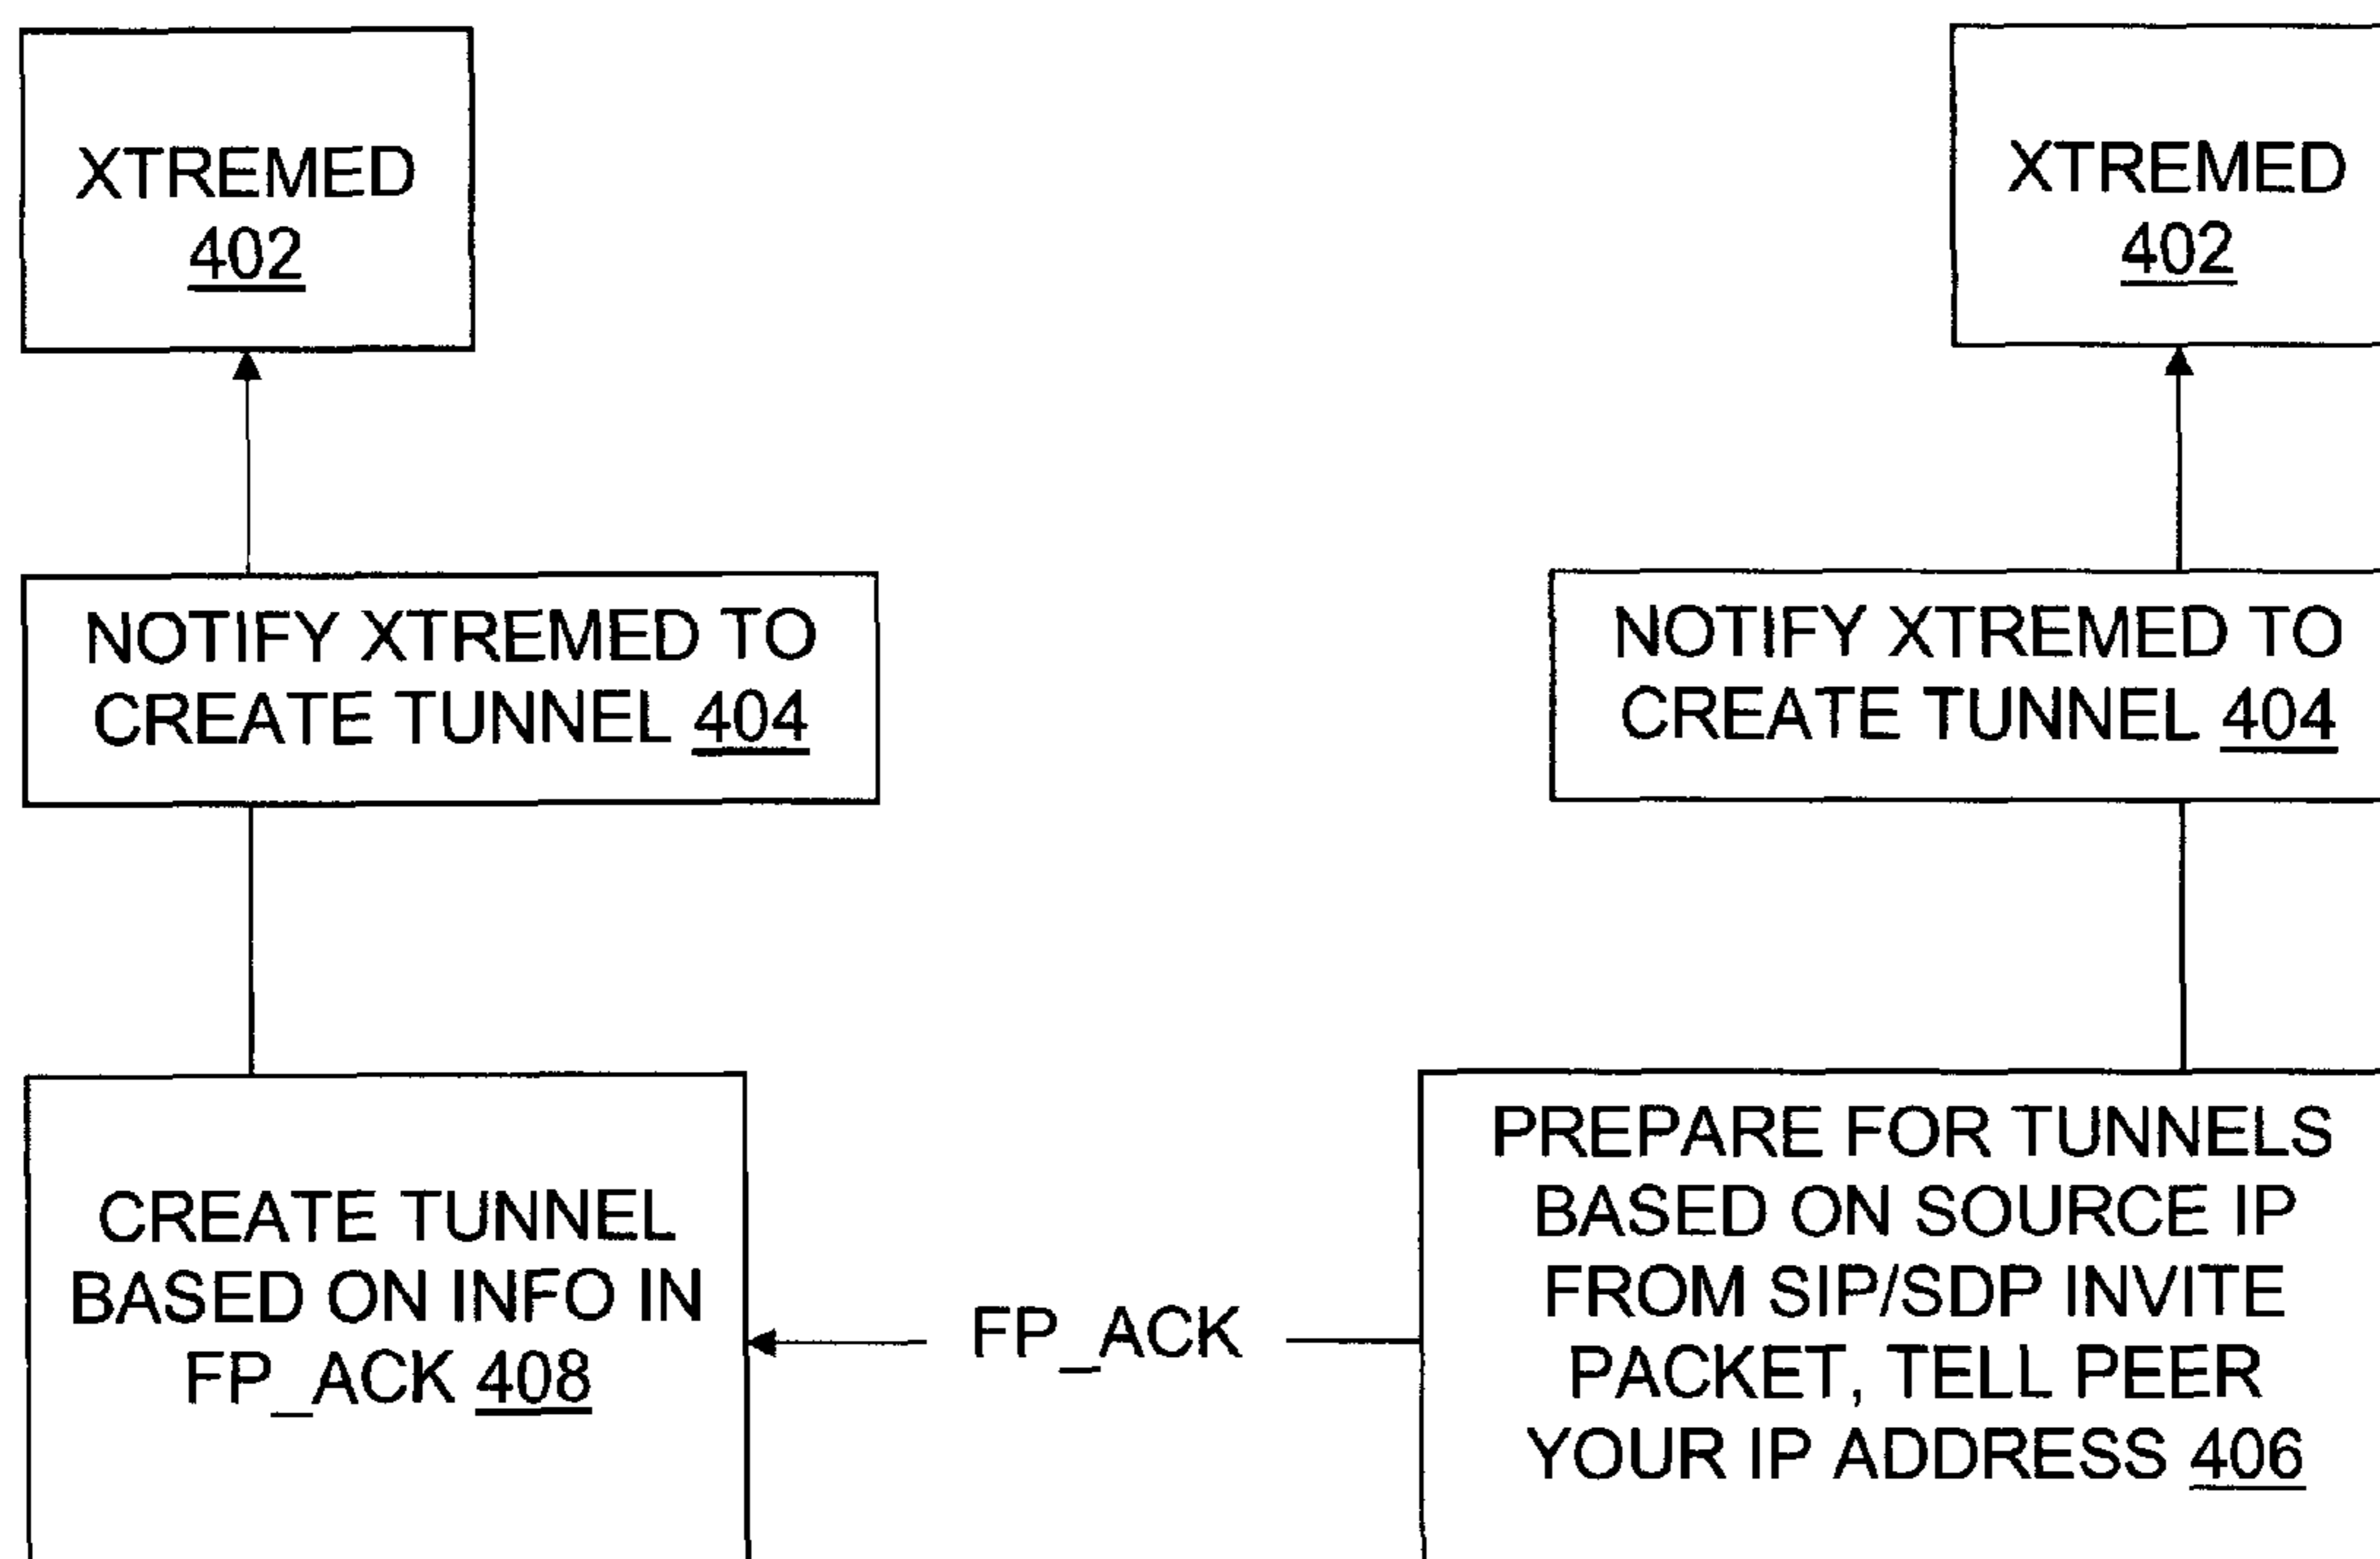 XTREMED
402
XTREMED
402
NOTIFY XTREMED TO
CREATE TUNNEL 404
NOTIFY XTREMED TO
CREATE TUNNEL 404
CREATE TUNNEL
BASED ON INFO IN
FP_ACK 408
FP_ACK
PREPARE FOR TUNNELS
BASED ON SOURCE IP
FROM SIP/SDP INVITE
PACKET, TELL PEER
YOUR IP ADDRESS 406